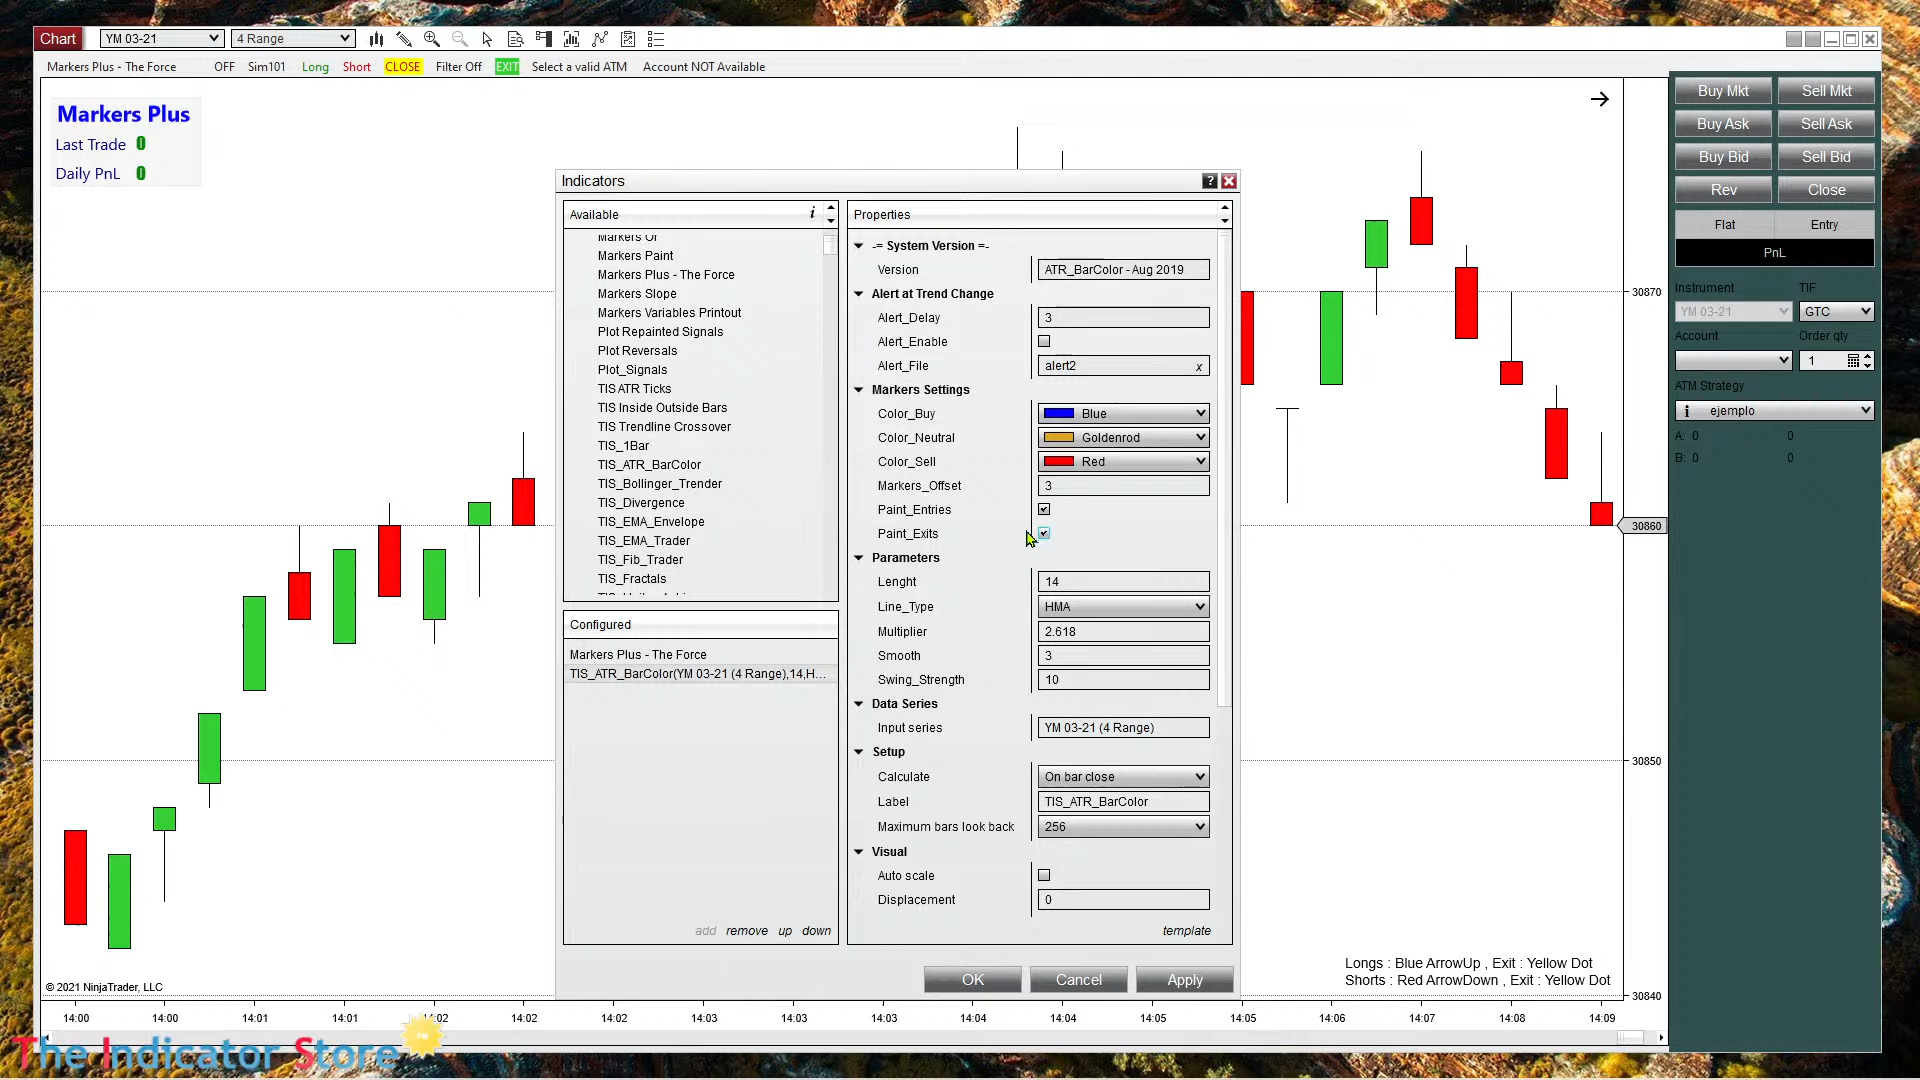 Chart
YM 03-21
4 Range
Markers Plus - The Force
OFF
Sim101
Long
Short
CLOSE
Filter Off
EXIT
Select a valid ATM
Account NOT Available
Markers Plus
Last Trade 0
Daily PnL 0
Indicators
?
Available
i
Markers Or
Markers Paint
Markers Plus - The Force
Markers Slope
Markers Variables Printout
Plot Repainted Signals
Plot Reversals
Plot_Signals
TIS ATR Ticks
TIS Inside Outside Bars
TIS Trendline Crossover
TIS_1Bar
TIS_ATR_BarColor
TIS_Bollinger_Trender
TIS_Divergence
TIS_EMA_Envelope
TIS_EMA_Trader
TIS_Fib_Trader
TIS_Fractals
Configured
Markers Plus - The Force
TIS_ATR_BarColor(YM 03-21 (4 Range),14,H...
add remove up down
Properties
-= System Version =-
Version ATR_BarColor - Aug 2019
Alert at Trend Change
Alert_Delay 3
Alert_Enable
Alert_File alert2 x
Markers Settings
Color_Buy Blue
Color_Neutral Goldenrod
Color_Sell Red
Markers_Offset 3
Paint_Entries
Paint_Exits
Parameters
Lenght 14
Line_Type HMA
Multiplier 2.618
Smooth 3
Swing_Strength 10
Data Series
Input series YM 03-21 (4 Range)
Setup
Calculate On bar close
Label TIS_ATR_BarColor
Maximum bars look back 256
Visual
Auto scale
Displacement 0
template
OK Cancel Apply
30870
30860
30850
30840
Buy Mkt Sell Mkt
Buy Ask Sell Ask
Buy Bid Sell Bid
Rev Close
Flat Entry
PnL
Instrument TIF
YM 03-21 GTC
Account Order qty
1
ATM Strategy
i ejemplo
A: 0 0
B: 0 0
Longs : Blue ArrowUp , Exit : Yellow Dot
Shorts : Red ArrowDown , Exit : Yellow Dot
© 2021 NinjaTrader, LLC
14:00 14:00 14:01 14:01 14:02 14:02 14:02 14:03 14:03 14:03 14:04 14:04 14:05 14:05 14:06 14:07 14:08 14:09
The Indicator Store